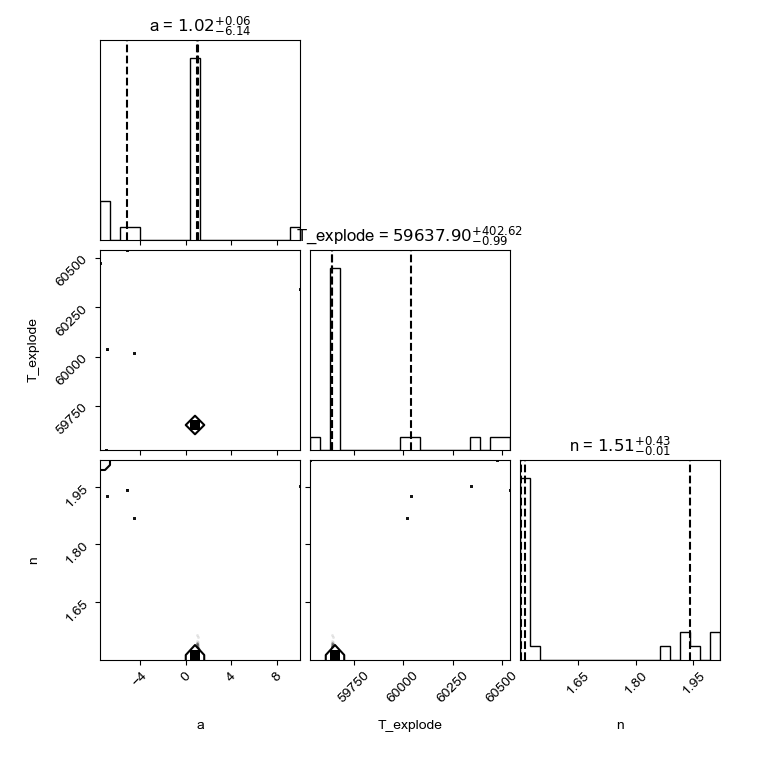 a = 1.02+0.06−6.14
T_explode = 59637.90+402.62−0.99
60500
60250
60000
59750
T_explode
n = 1.51+0.43−0.01
1.95
1.80
1.65
n
−4 0 4 8
59750 60000 60250 60500
1.65 1.80 1.95
a T_explode n